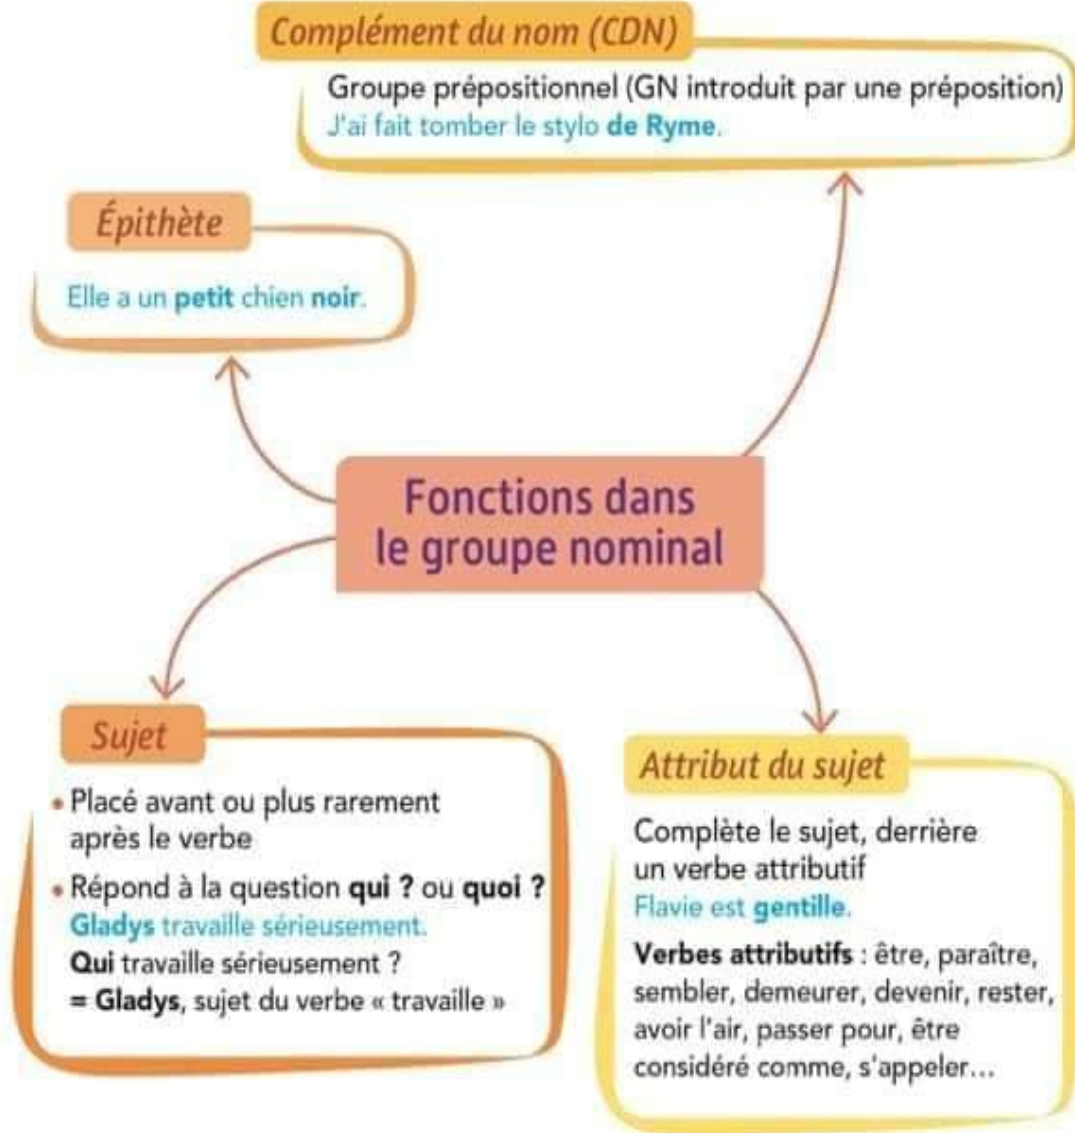 Complément du nom (CDN)
Groupe prépositionnel (GN introduit par une préposition)
J'ai fait tomber le stylo de Ryme.
Épithète
Elle a un petit chien noir.
Fonctions dans
le groupe nominal
Sujet
• Placé avant ou plus rarement
après le verbe
• Répond à la question qui ? ou quoi ?
Gladys travaille sérieusement.
Qui travaille sérieusement ?
= Gladys, sujet du verbe « travaille »
Attribut du sujet
Complète le sujet, derrière
un verbe attributif
Flavie est gentille.
Verbes attributifs : être, paraître,
sembler, demeurer, devenir, rester,
avoir l'air, passer pour, être
considéré comme, s'appeler...